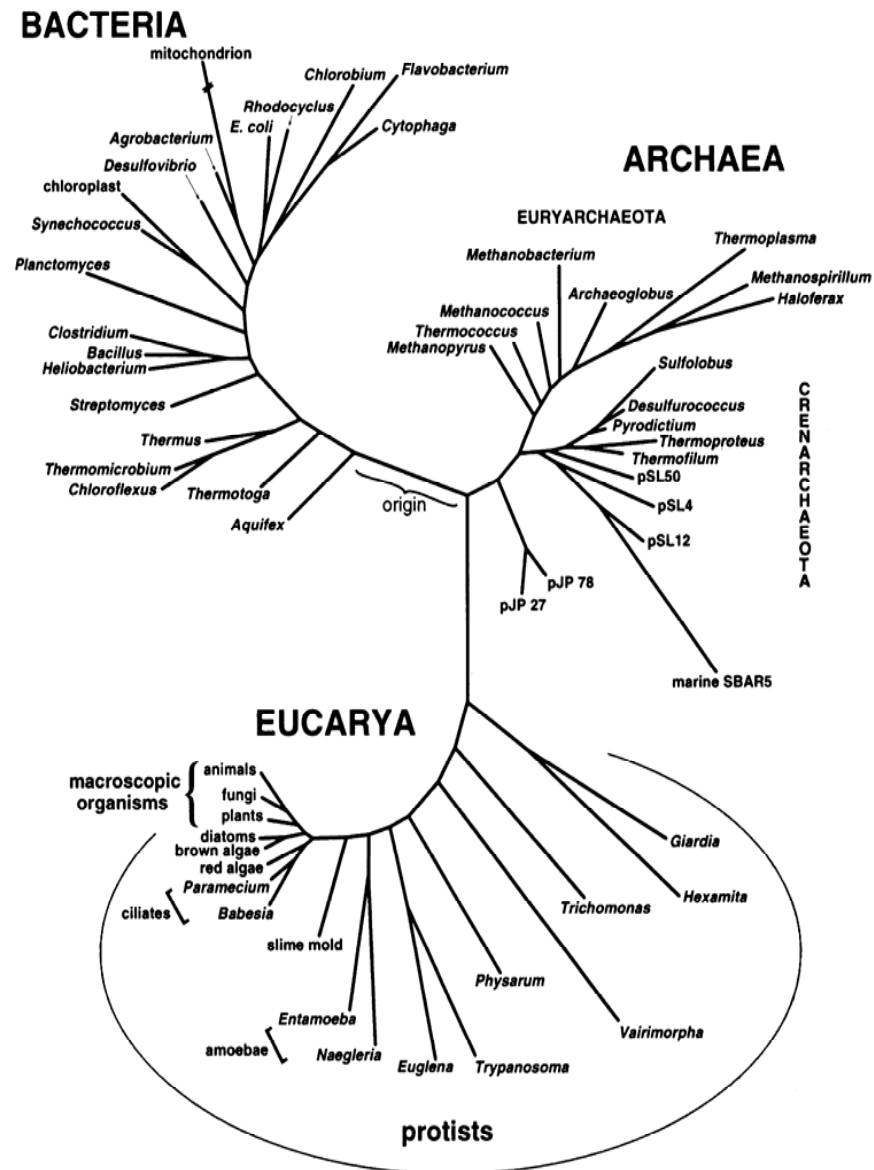 BACTERIA
mitochondrion
Chlorobium
Flavobacterium
Rhodocyclus
E. coli
Cytophaga
Agrobacterium
Desulfovibrio
chloroplast
Synechococcus
Planctomyces
Clostridium
Bacillus
Heliobacterium
Streptomyces
Thermus
Thermomicrobium
Chloroflexus
Thermotoga
Aquifex
origin
ARCHAEA
EURYARCHAEOTA
Methanobacterium
Thermoplasma
Archaeoglobus
Methanospirillum
Haloferax
Methanococcus
Thermococcus
Methanopyrus
Sulfolobus
Desulfurococcus
Pyrodictium
Thermoproteus
Thermofilum
pSL50
pSL4
pSL12
CRENARCHAEOTA
pJP 78
pJP 27
marine SBAR5
EUCARYA
macroscopic
organisms
animals
fungi
plants
diatoms
brown algae
red algae
Paramecium
ciliates
Babesia
slime mold
Entamoeba
amoebae
Naegleria
Euglena
Trypanosoma
Physarum
Vairimorpha
Trichomonas
Hexamita
Giardia
protists